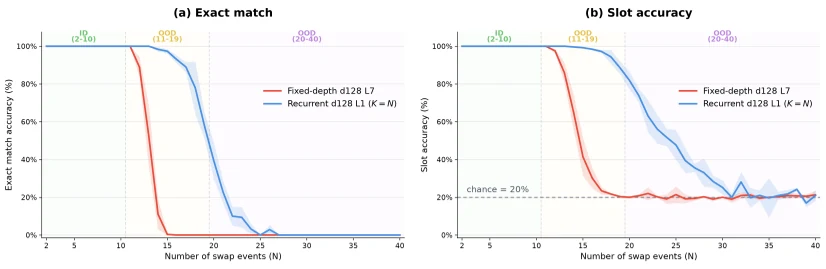 (a) Exact match
ID
(2-10)
OOD
(11-19)
OOD
(20-40)
100%
80%
60%
40%
20%
0%
Exact match accuracy (%)
Fixed-depth d128 L7
Recurrent d128 L1 (K = N)
2 5 10 15 20 25 30 35 40
Number of swap events (N)
(b) Slot accuracy
ID
(2-10)
OOD
(11-19)
OOD
(20-40)
100%
80%
60%
40%
20%
0%
Slot accuracy (%)
Fixed-depth d128 L7
Recurrent d128 L1 (K = N)
chance = 20%
2 5 10 15 20 25 30 35 40
Number of swap events (N)